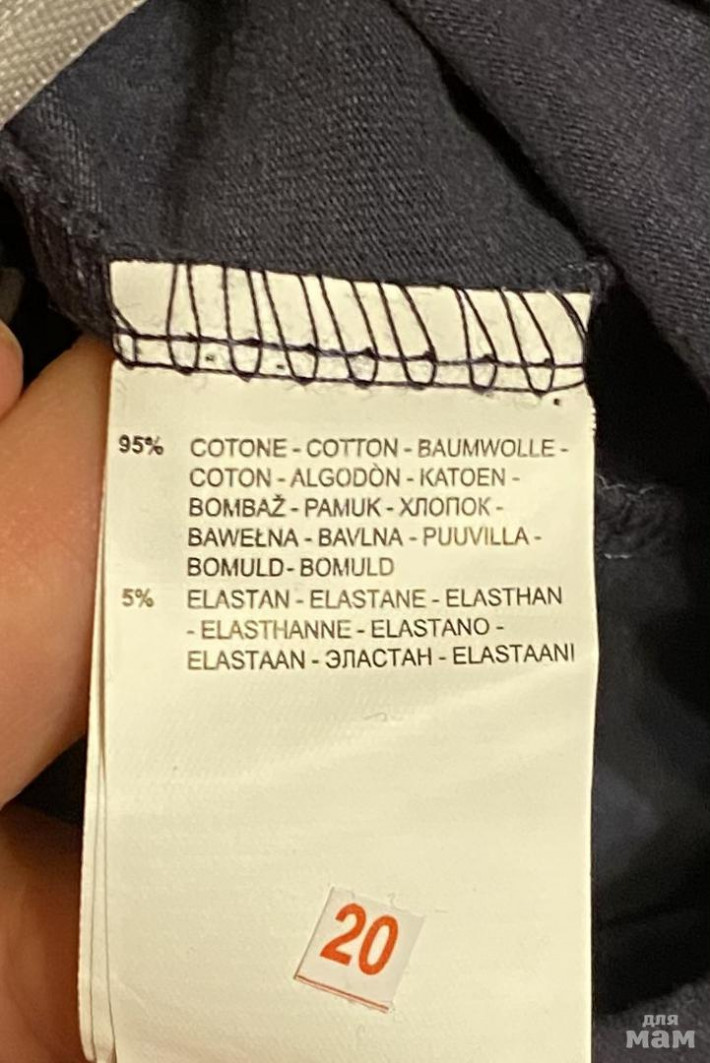 95% COTONE - COTTON - BAUMWOLLE -
COTON - ALGODÒN - KATOEN -
BOMBAŽ - PAMUK - ХЛОПОК -
BAWEŁNA - BAVLNA - PUUVILLA -
BOMULD - BOMULD
5% ELASTAN - ELASTANE - ELASTHAN
- ELASTHANNE - ELASTANO -
ELASTAAN - ЭЛАСТАН - ELASTAANI
20
для
мам